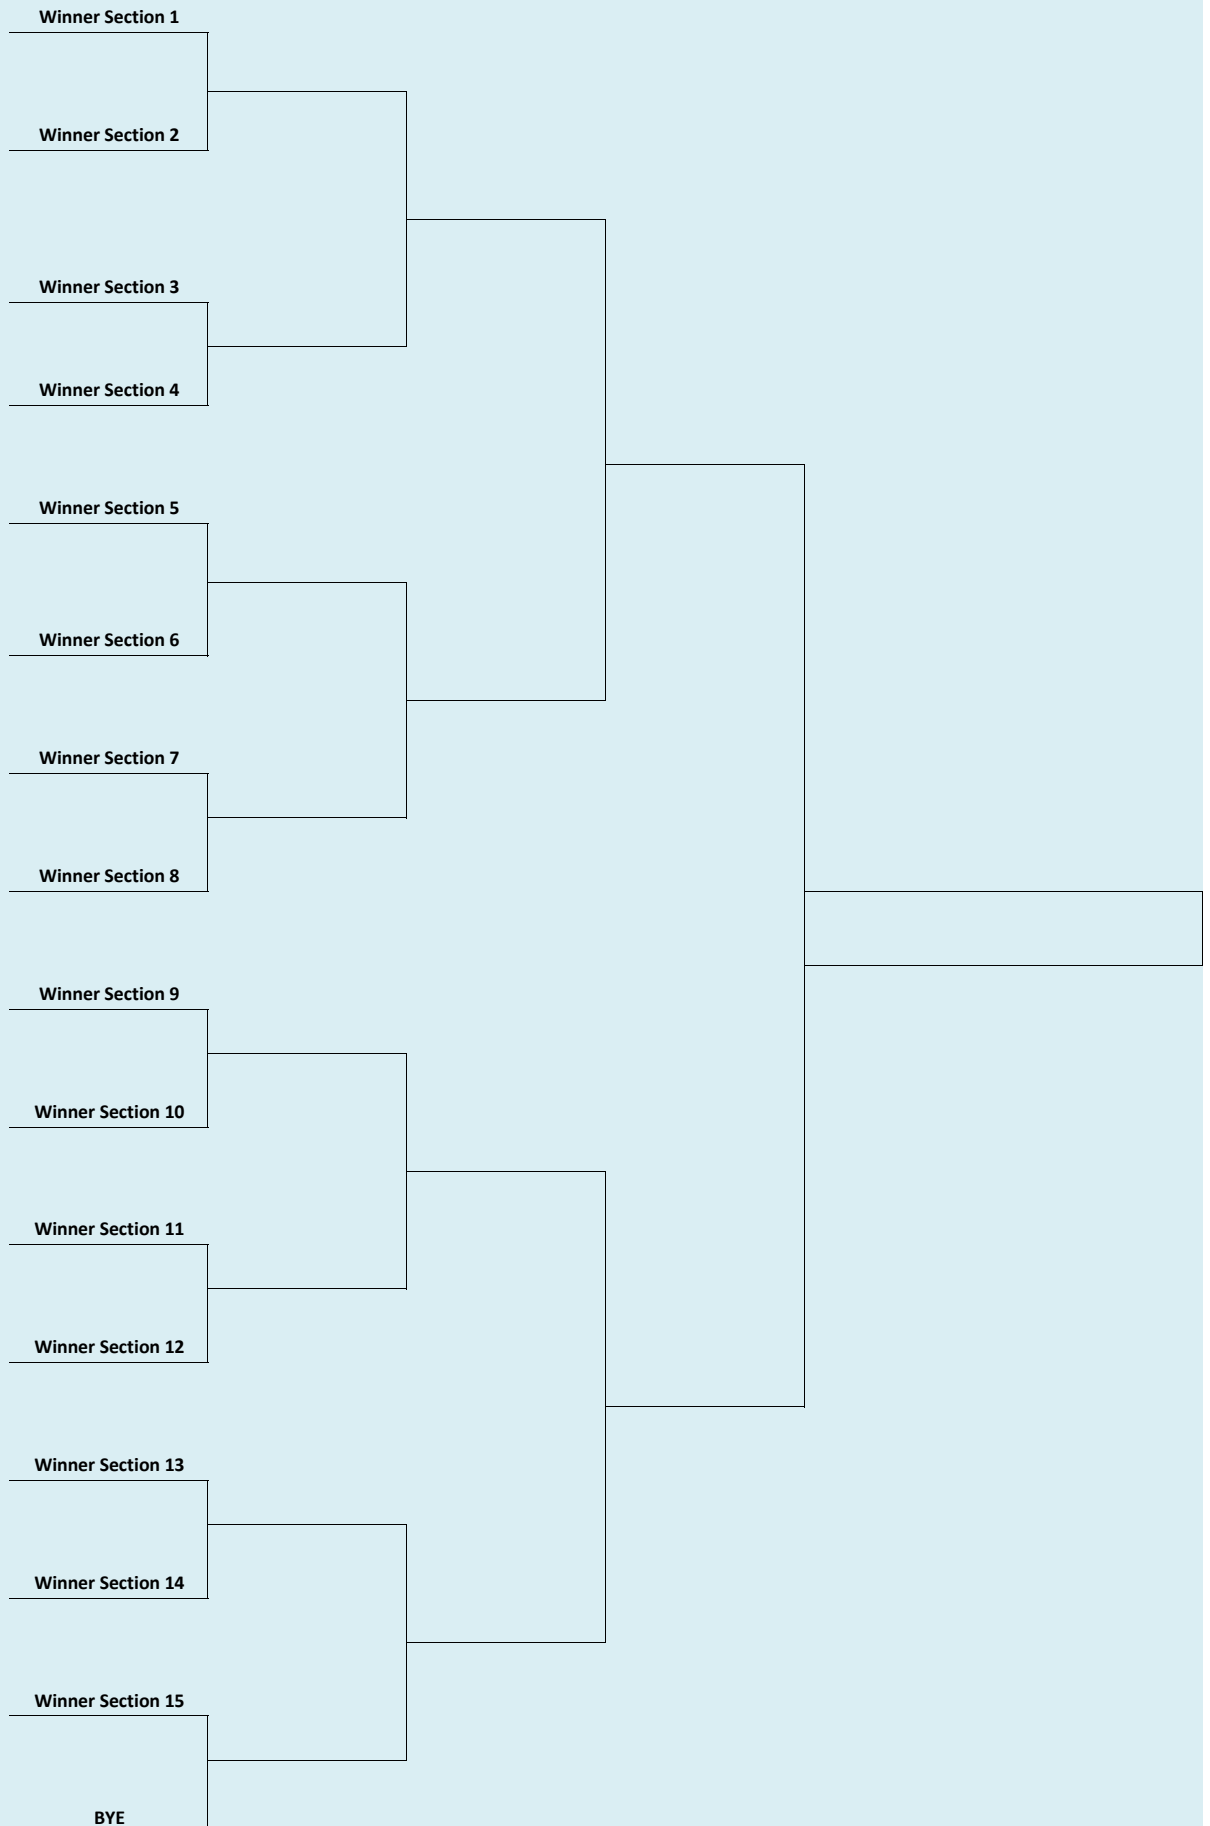 Winner Section 1
Winner Section 2
Winner Section 3
Winner Section 4
Winner Section 5
Winner Section 6
Winner Section 7
Winner Section 8
Winner Section 9
Winner Section 10
Winner Section 11
Winner Section 12
Winner Section 13
Winner Section 14
Winner Section 15
BYE